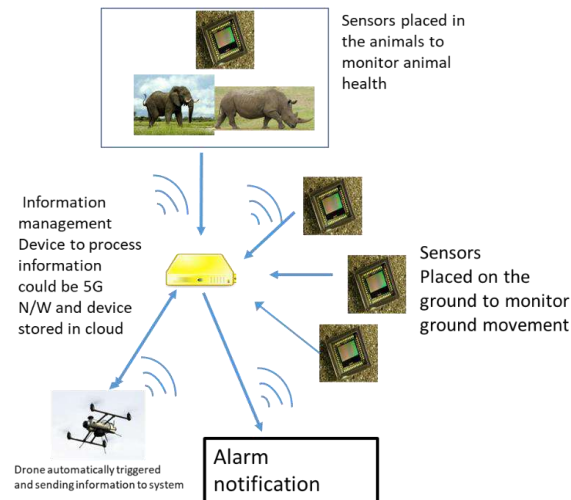 Sensors placed in
the animals to
monitor animal
health
Information
management
Device to process
information
could be 5G
N/W and device
stored in cloud
Sensors
Placed on the
ground to monitor
ground movement
Drone automatically triggered
and sending information to system
Alarm
notification